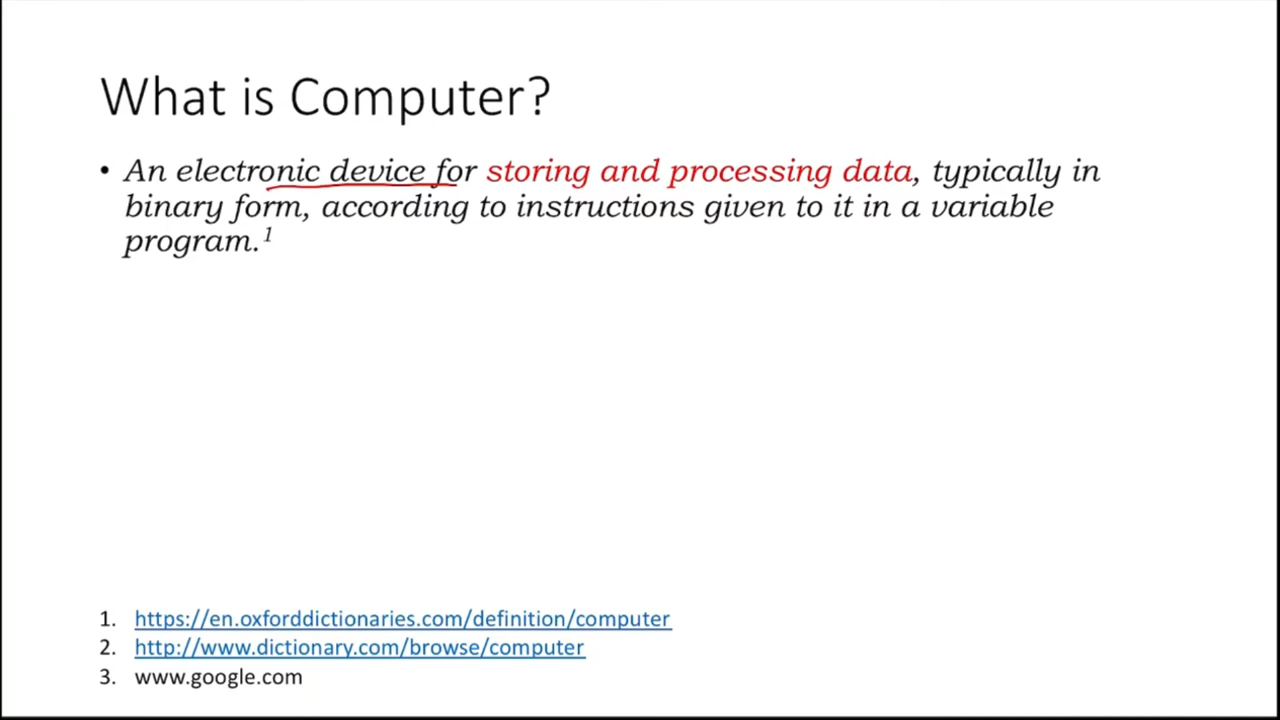 What is Computer?
• An electronic device for storing and processing data, typically in
binary form, according to instructions given to it in a variable
program.¹
1. https://en.oxforddictionaries.com/definition/computer
2. http://www.dictionary.com/browse/computer
3. www.google.com